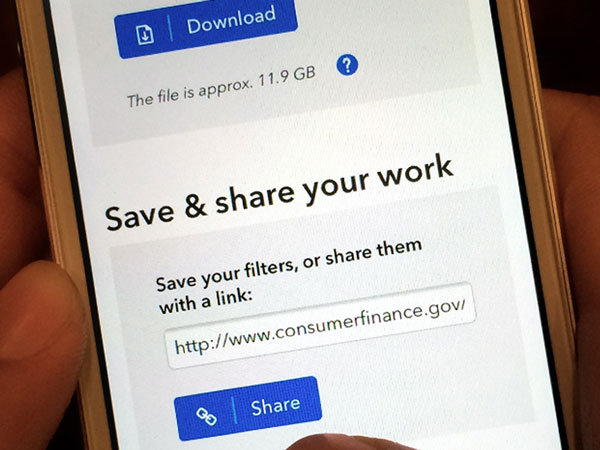 Download
The file is approx. 11.9 GB ?
Save & share your work
Save your filters, or share them
with a link:
http://www.consumerfinance.gov/
Share